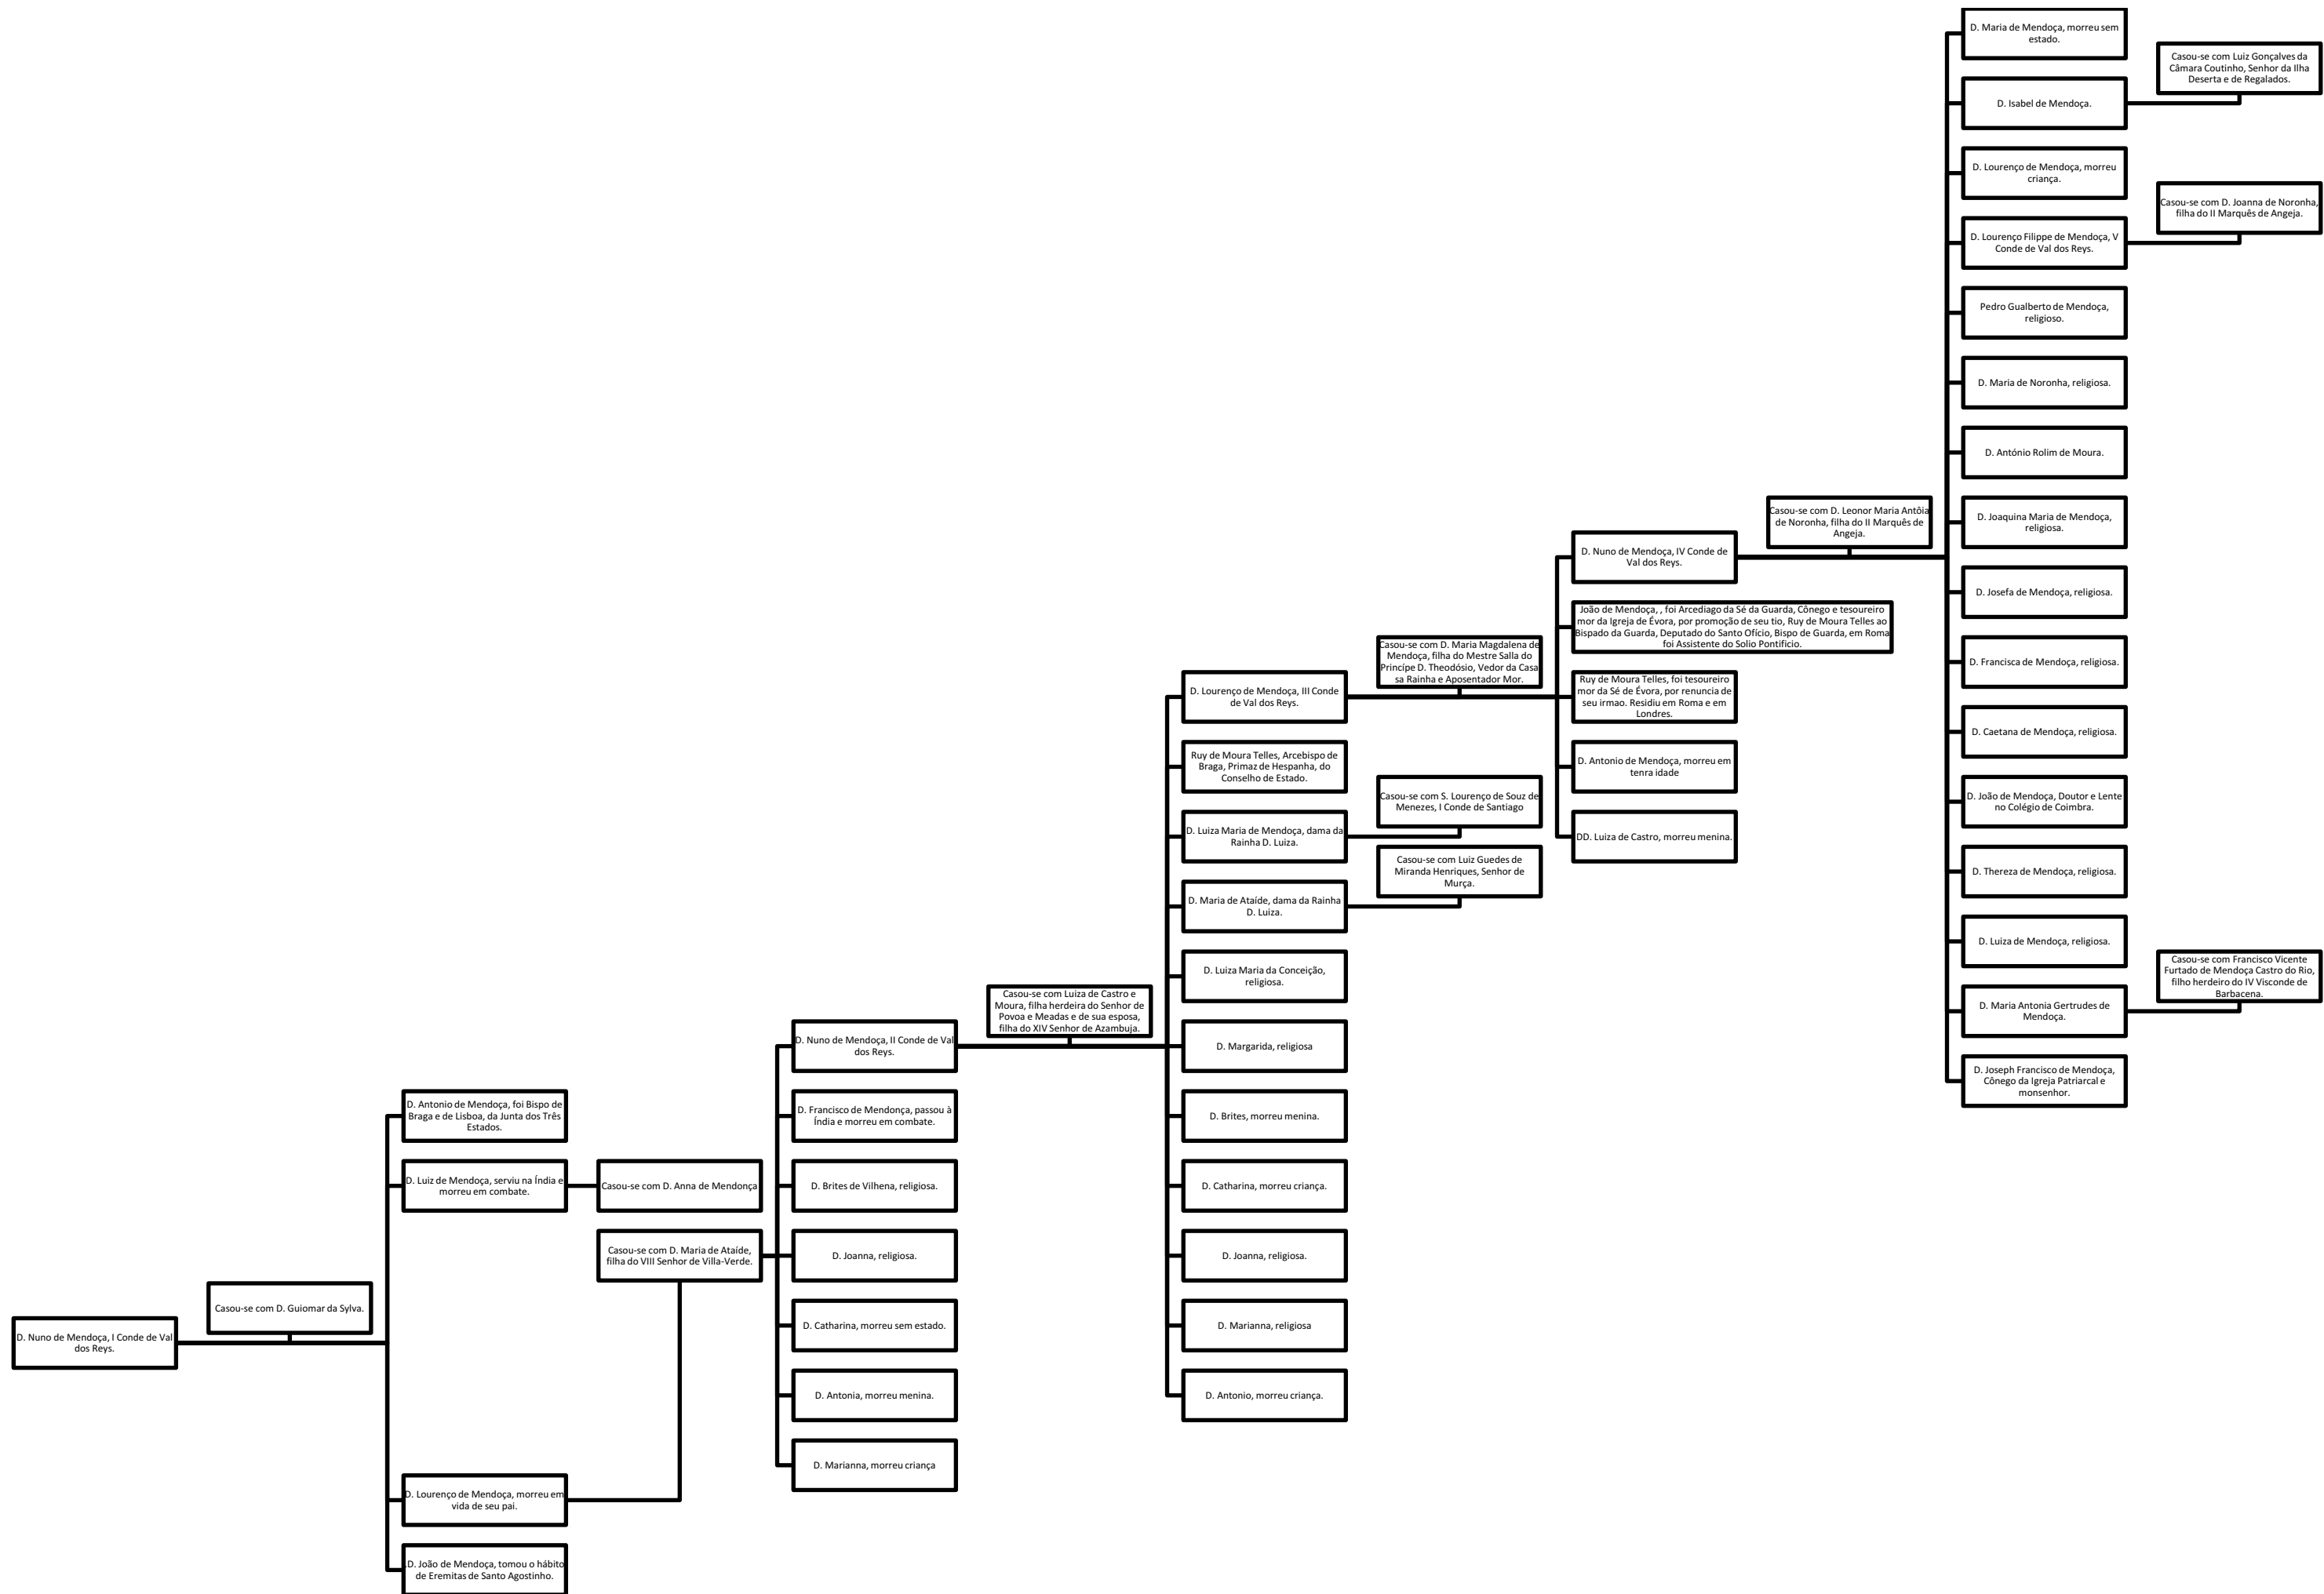 D. Nuno de Mendoça, I Conde de Val
dos Reys.
Casou-se com D. Guiomar da Sylva.
D. Antonio de Mendoça, foi Bispo de
Braga e de Lisboa, da Junta dos Três
Estados.
D. Luiz de Mendoça, serviu na Índia e
morreu em combate.
D. Lourenço de Mendoça, morreu em
vida de seu pai.
.D. João de Mendoça, tomou o hábito
de Eremitas de Santo Agostinho.
Casou-se com D. Anna de Mendonça
Casou-se com D. Maria de Ataíde,
filha do VIII Senhor de Villa-Verde.
D. Nuno de Mendoça, II Conde de Val
dos Reys.
D. Francisco de Mendonça, passou à
Índia e morreu em combate.
D. Brites de Vilhena, religiosa.
D. Joanna, religiosa.
D. Catharina, morreu sem estado.
D. Antonia, morreu menina.
D. Marianna, morreu criança
Casou-se com Luiza de Castro e
Moura, filha herdeira do Senhor de
Povoa e Meadas e de sua esposa,
filha do XIV Senhor de Azambuja.
D. Lourenço de Mendoça, III Conde
de Val dos Reys.
Ruy de Moura Telles, Arcebispo de
Braga, Primaz de Hespanha, do
Conselho de Estado.
D. Luiza Maria de Mendoça, dama da
Rainha D. Luiza.
D. Maria de Ataíde, dama da Rainha
D. Luiza.
D. Luiza Maria da Conceição,
religiosa.
D. Margarida, religiosa
D. Brites, morreu menina.
D. Catharina, morreu criança.
D. Joanna, religiosa.
D. Marianna, religiosa
D. Antonio, morreu criança.
Casou-se com D. Maria Magdalena de
Mendoça, filha do Mestre Salla do
Princípe D. Theodósio, Vedor da Casa
sa Rainha e Aposentador Mor.
Casou-se com S. Lourenço de Souz de
Menezes, I Conde de Santiago
Casou-se com Luiz Guedes de
Miranda Henriques, Senhor de
Murça.
D. Nuno de Mendoça, IV Conde de
Val dos Reys.
João de Mendoça, , foi Arcediago da Sé da Guarda, Cônego e tesoureiro
mor da Igreja de Évora, por promoção de seu tio, Ruy de Moura Telles ao
Bispado da Guarda, Deputado do Santo Ofício, Bispo de Guarda, em Roma
foi Assistente do Solio Pontificio.
Ruy de Moura Telles, foi tesoureiro
mor da Sé de Évora, por renuncia de
seu irmao. Residiu em Roma e em
Londres.
D. Antonio de Mendoça, morreu em
tenra idade
DD. Luiza de Castro, morreu menina.
Casou-se com D. Leonor Maria Antôia
de Noronha, filha do II Marquês de
Angeja.
D. Maria de Mendoça, morreu sem
estado.
D. Isabel de Mendoça.
D. Lourenço de Mendoça, morreu
criança.
D. Lourenço Filippe de Mendoça, V
Conde de Val dos Reys.
Pedro Gualberto de Mendoça,
religioso.
D. Maria de Noronha, religiosa.
D. António Rolim de Moura.
D. Joaquina Maria de Mendoça,
religiosa.
D. Josefa de Mendoça, religiosa.
D. Francisca de Mendoça, religiosa.
D. Caetana de Mendoça, religiosa.
D. João de Mendoça, Doutor e Lente
no Colégio de Coimbra.
D. Thereza de Mendoça, religiosa.
D. Luiza de Mendoça, religiosa.
D. Maria Antonia Gertrudes de
Mendoça.
D. Joseph Francisco de Mendoça,
Cônego da Igreja Patriarcal e
monsenhor.
Casou-se com Luiz Gonçalves da
Câmara Coutinho, Senhor da Ilha
Deserta e de Regalados.
Casou-se com D. Joanna de Noronha,
filha do II Marquês de Angeja.
Casou-se com Francisco Vicente
Furtado de Mendoça Castro do Rio,
filho herdeiro do IV Visconde de
Barbacena.